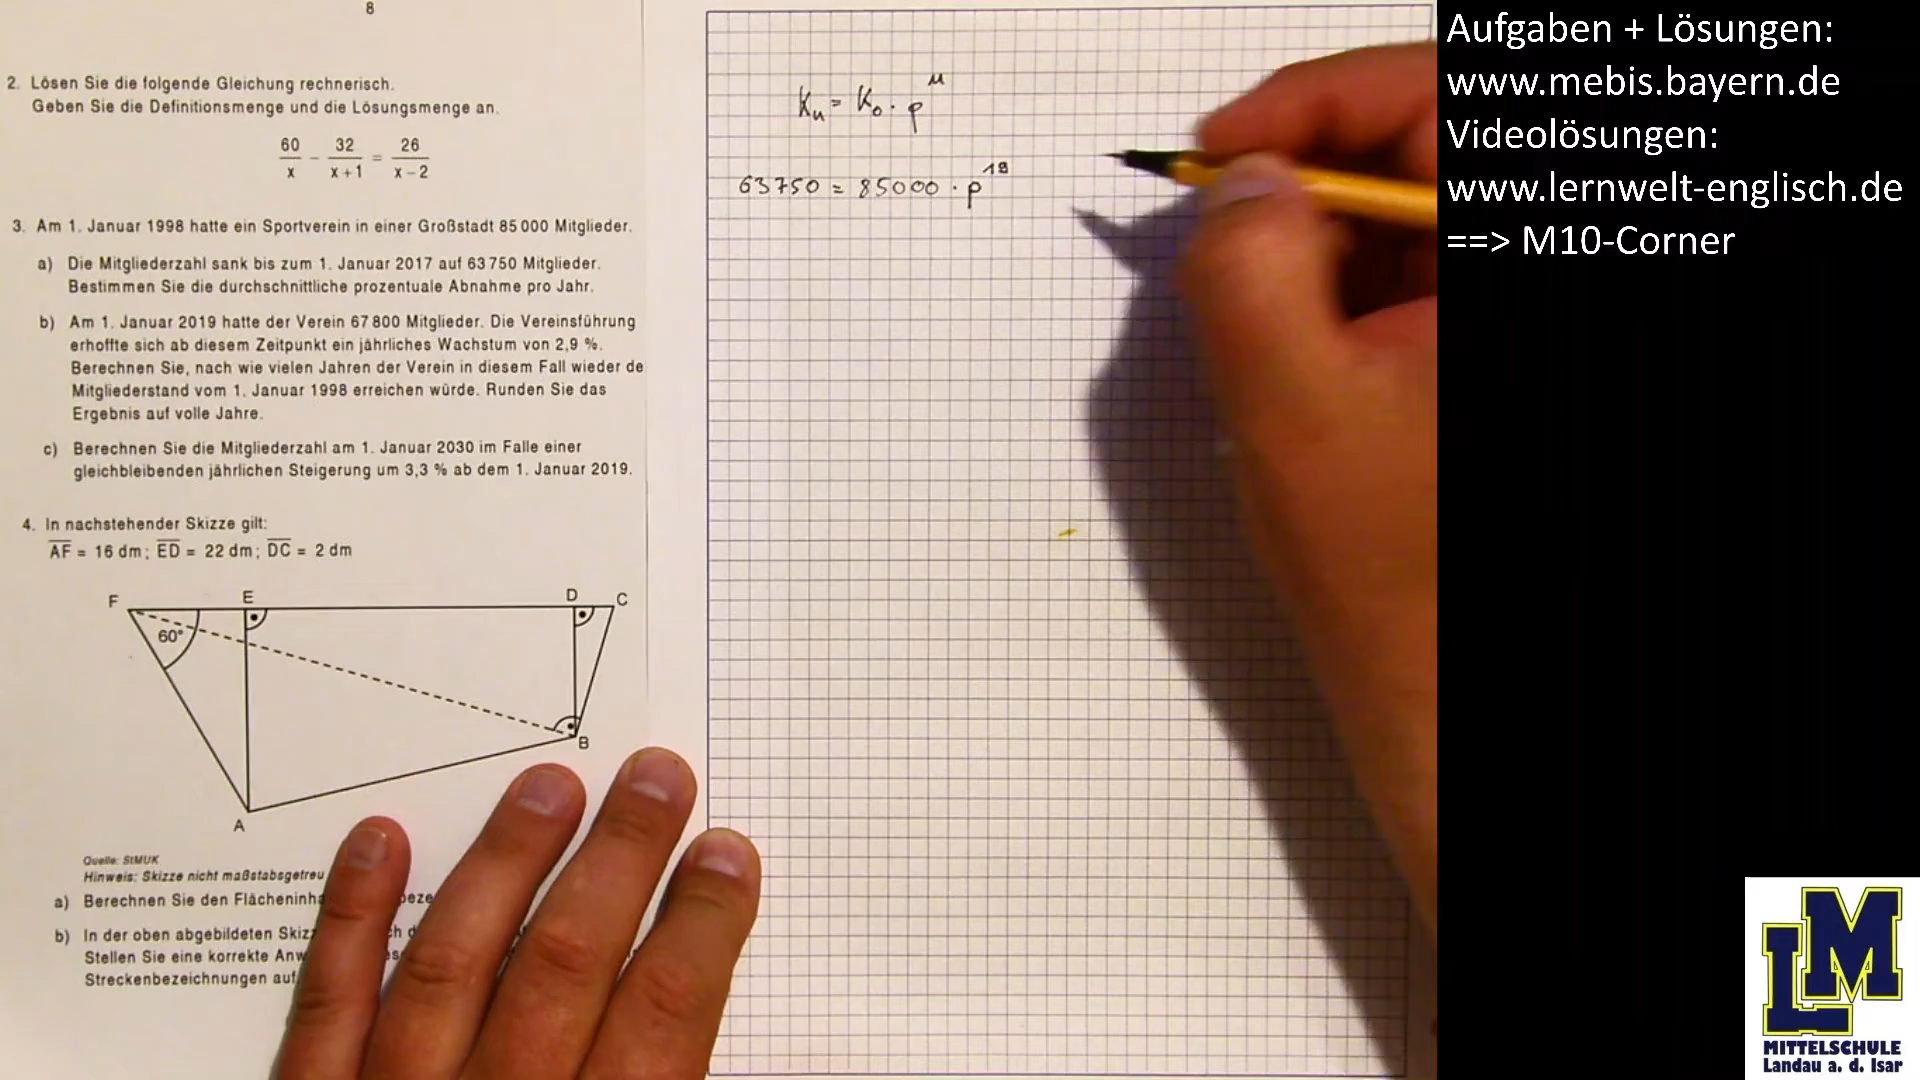 8
2. Lösen Sie die folgende Gleichung rechnerisch.
Geben Sie die Definitionsmenge und die Lösungsmenge an.
60/x - 32/x+1 = 26/x-2
3. Am 1. Januar 1998 hatte ein Sportverein in einer Großstadt 85 000 Mitglieder.
a) Die Mitgliederzahl sank bis zum 1. Januar 2017 auf 63 750 Mitglieder.
Bestimmen Sie die durchschnittliche prozentuale Abnahme pro Jahr.
b) Am 1. Januar 2019 hatte der Verein 67 800 Mitglieder. Die Vereinsführung
erhoffte sich ab diesem Zeitpunkt ein jährliches Wachstum von 2,9 %.
Berechnen Sie, nach wie vielen Jahren der Verein in diesem Fall wieder de
Mitgliederstand vom 1. Januar 1998 erreichen würde. Runden Sie das
Ergebnis auf volle Jahre.
c) Berechnen Sie die Mitgliederzahl am 1. Januar 2030 im Falle einer
gleichbleibenden jährlichen Steigerung um 3,3 % ab dem 1. Januar 2019.
4. In nachstehender Skizze gilt:
AF = 16 dm; ED = 22 dm; DC = 2 dm
F E D C
60°
B
A
Quelle: StMUK
Hinweis: Skizze nicht maßstabsgetreu
a) Berechnen Sie den
b) In der oben abgebildeten
Stellen Sie eine korrekte
Streckenbezeichnungen auf,
Kn = K0 · p^n
63750 = 85000 · p^19
Aufgaben + Lösungen:
www.mebis.bayern.de
Videolösungen:
www.lernwelt-englisch.de
==> M10-Corner
LM
MITTELSCHULE
Landau a. d. Isar